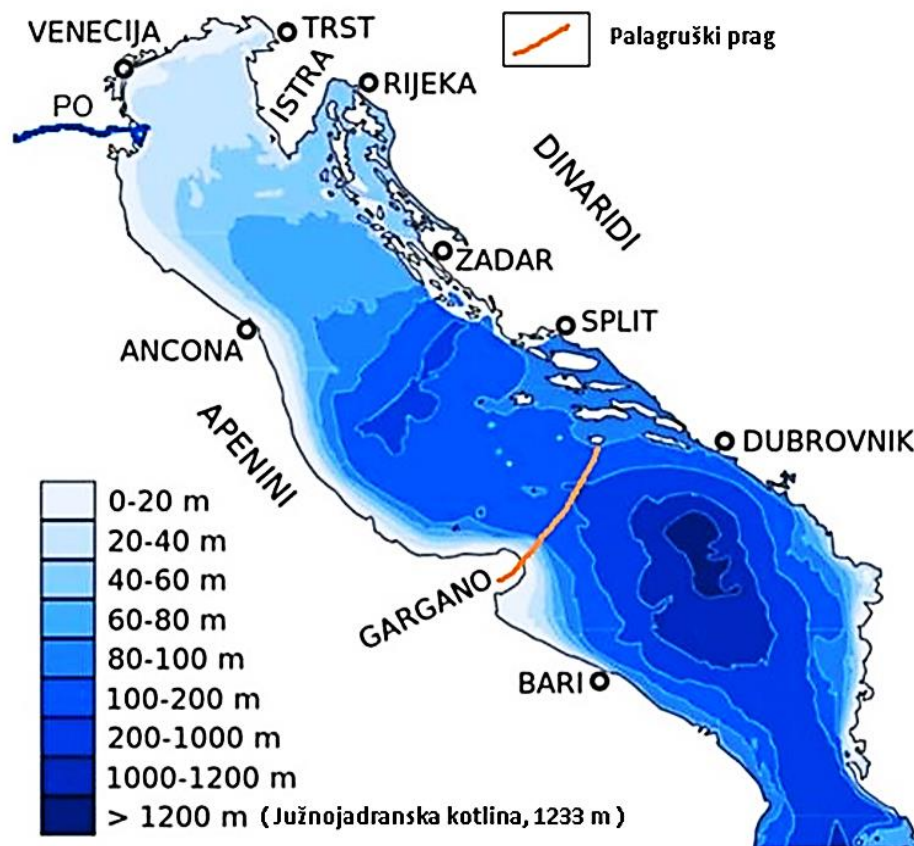 VENECIJA
TRST
Palagruški prag
ISTRA
RIJEKA
PO
DINARIDI
ZADAR
SPLIT
ANCONA
APENINI
DUBROVNIK
GARGANO
BARI
0-20 m
20-40 m
40-60 m
60-80 m
80-100 m
100-200 m
200-1000 m
1000-1200 m
> 1200 m ( Južnojadranska kotlina, 1233 m )